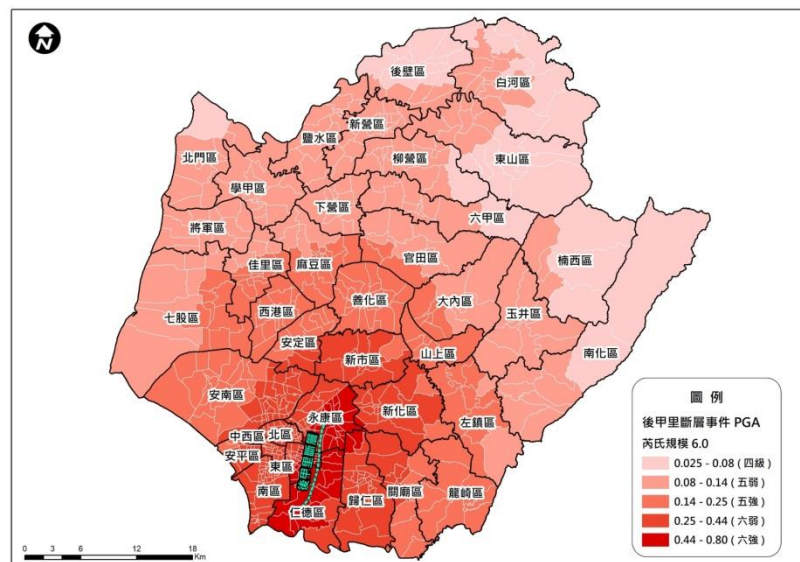 N
後壁區
白河區
新營區
鹽水區
柳營區
東山區
北門區
學甲區
下營區
六甲區
將軍區
官田區
楠西區
佳里區
麻豆區
大內區
玉井區
善化區
七股區
西港區
安定區
新市區
山上區
南化區
安南區
永康區
新化區
左鎮區
中西區
北區
安平區
東區
後甲里斷層
南區
關廟區
龍崎區
歸仁區
仁德區
圖 例
後甲里斷層事件 PGA
芮氏規模 6.0
0.025 - 0.08 ( 四級 )
0.08 - 0.14 ( 五弱 )
0.14 - 0.25 ( 五強 )
0.25 - 0.44 ( 六弱 )
0.44 - 0.80 ( 六強 )
0 3 6 12 18
Km